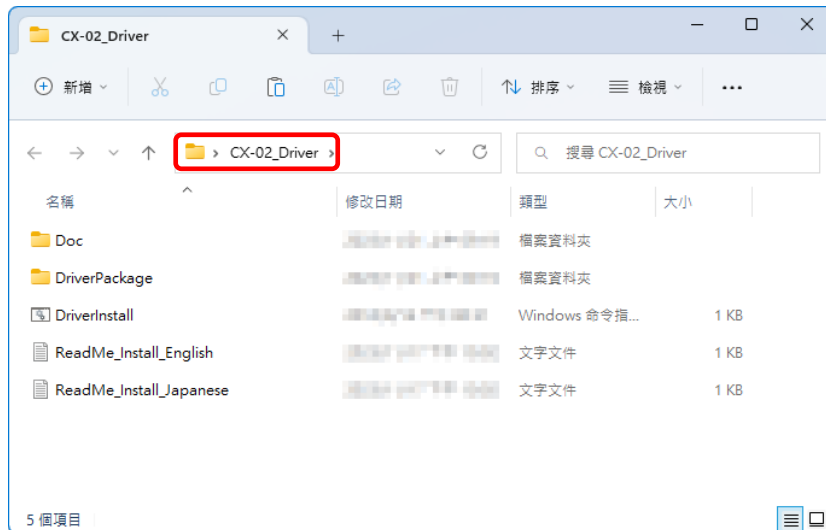 CX-02_Driver
新增 排序 檢視
CX-02_Driver 搜尋 CX-02_Driver
名稱 修改日期 類型 大小
Doc 檔案資料夾
DriverPackage 檔案資料夾
DriverInstall Windows 命令指... 1 KB
ReadMe_Install_English 文字文件 1 KB
ReadMe_Install_Japanese 文字文件 1 KB
5 個項目